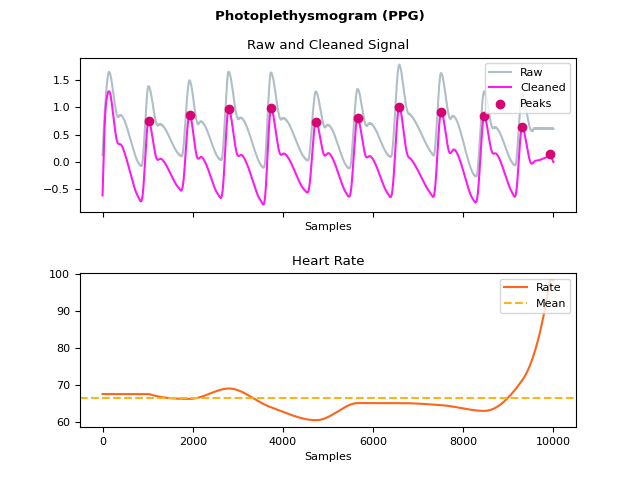 Photoplethysmogram (PPG)
Raw and Cleaned Signal
1.5
1.0
0.5
0.0
−0.5
Raw
Cleaned
Peaks
Samples
Heart Rate
100
90
80
70
60
Rate
Mean
0
2000
4000
6000
8000
10000
Samples